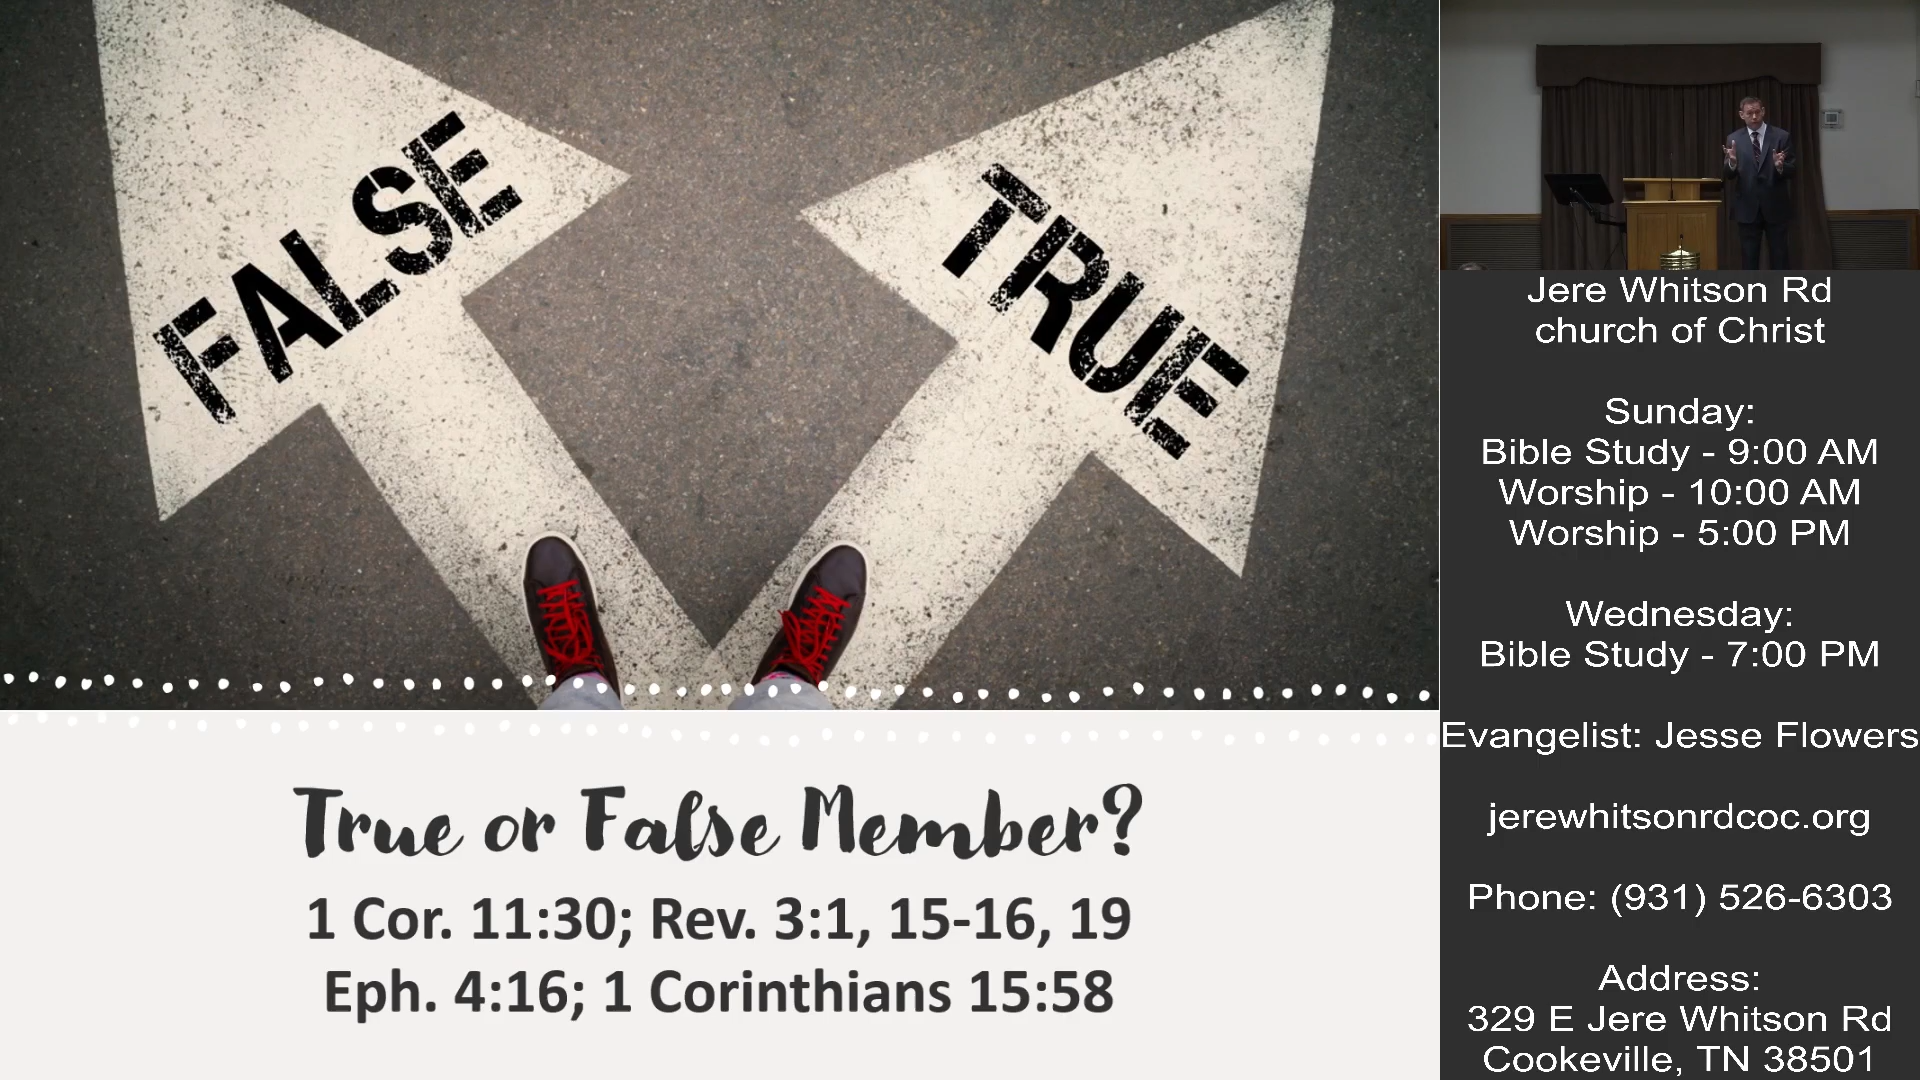 FALSE
TRUE
True or False Member?
1 Cor. 11:30; Rev. 3:1, 15-16, 19
Eph. 4:16; 1 Corinthians 15:58
Jere Whitson Rd
church of Christ
Sunday:
Bible Study - 9:00 AM
Worship - 10:00 AM
Worship - 5:00 PM
Wednesday:
Bible Study - 7:00 PM
Evangelist: Jesse Flowers
jerewhitsonrdcoc.org
Phone: (931) 526-6303
Address:
329 E Jere Whitson Rd
Cookeville, TN 38501